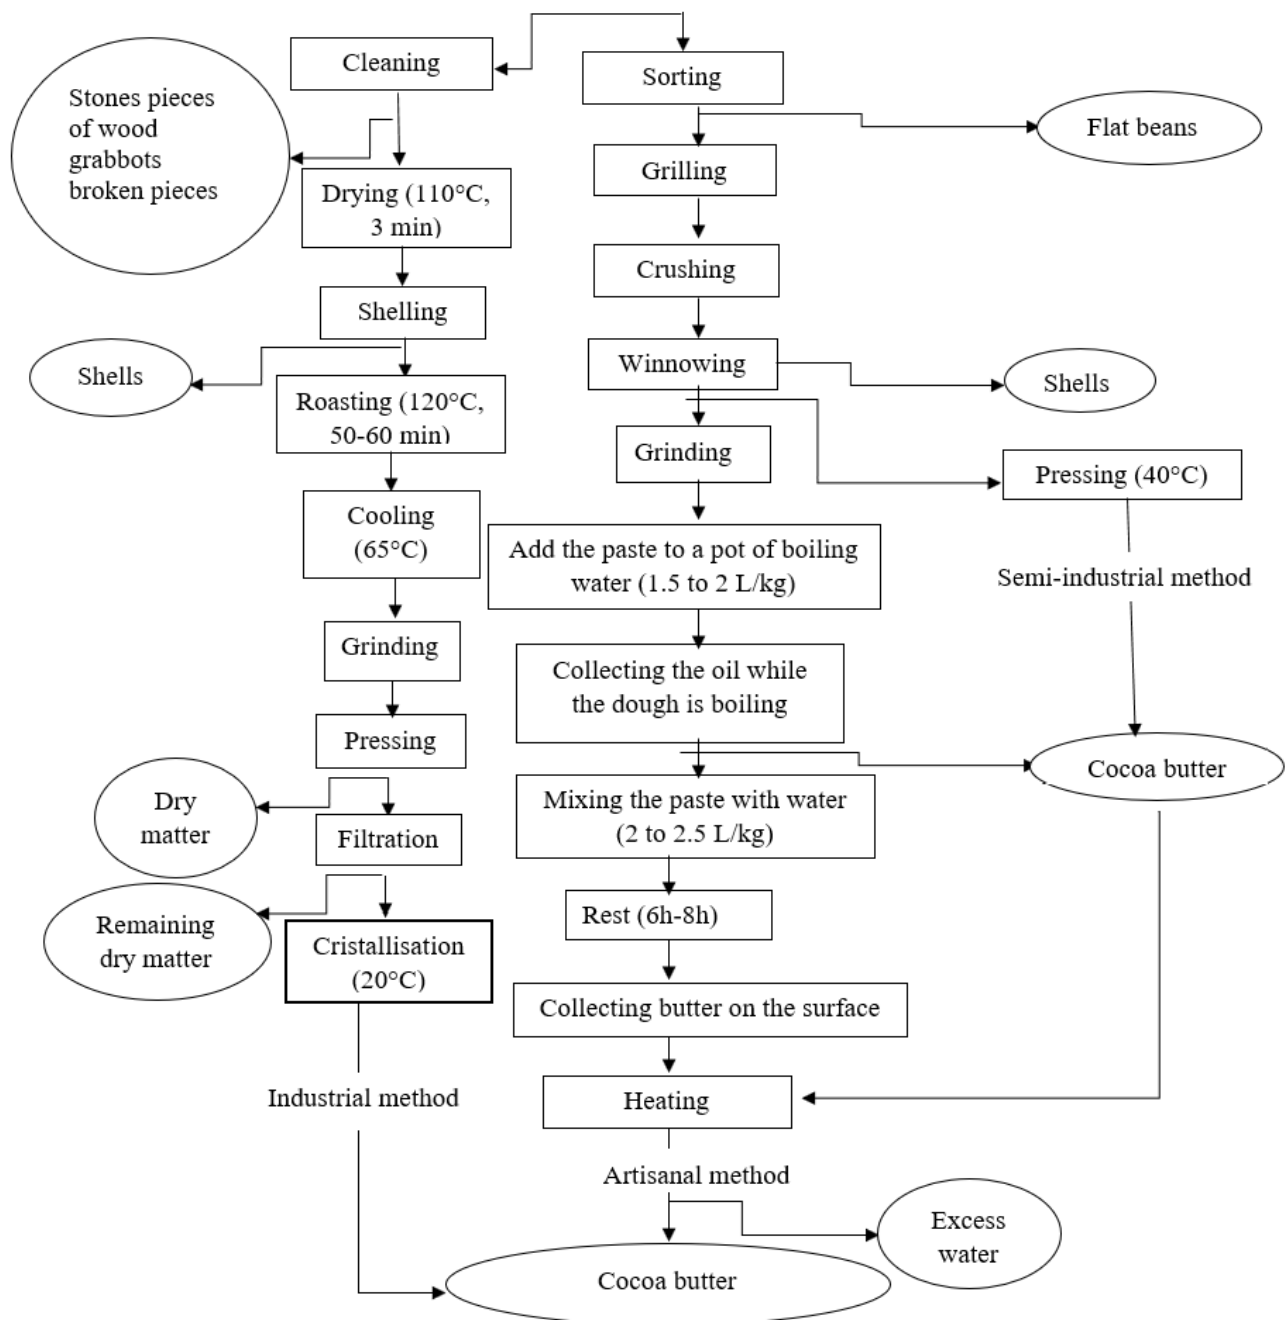 Cleaning
Sorting
Stones pieces
of wood
grabbots
broken pieces
Flat beans
Grilling
Drying (110°C,
3 min)
Crushing
Shelling
Winnowing
Shells
Shells
Roasting (120°C,
50-60 min)
Grinding
Pressing (40°C)
Cooling
(65°C)
Add the paste to a pot of boiling
water (1.5 to 2 L/kg)
Semi-industrial method
Grinding
Collecting the oil while
the dough is boiling
Pressing
Cocoa butter
Dry
matter
Mixing the paste with water
(2 to 2.5 L/kg)
Filtration
Rest (6h-8h)
Remaining
dry matter
Cristallisation
(20°C)
Collecting butter on the surface
Industrial method
Heating
Artisanal method
Excess
water
Cocoa butter